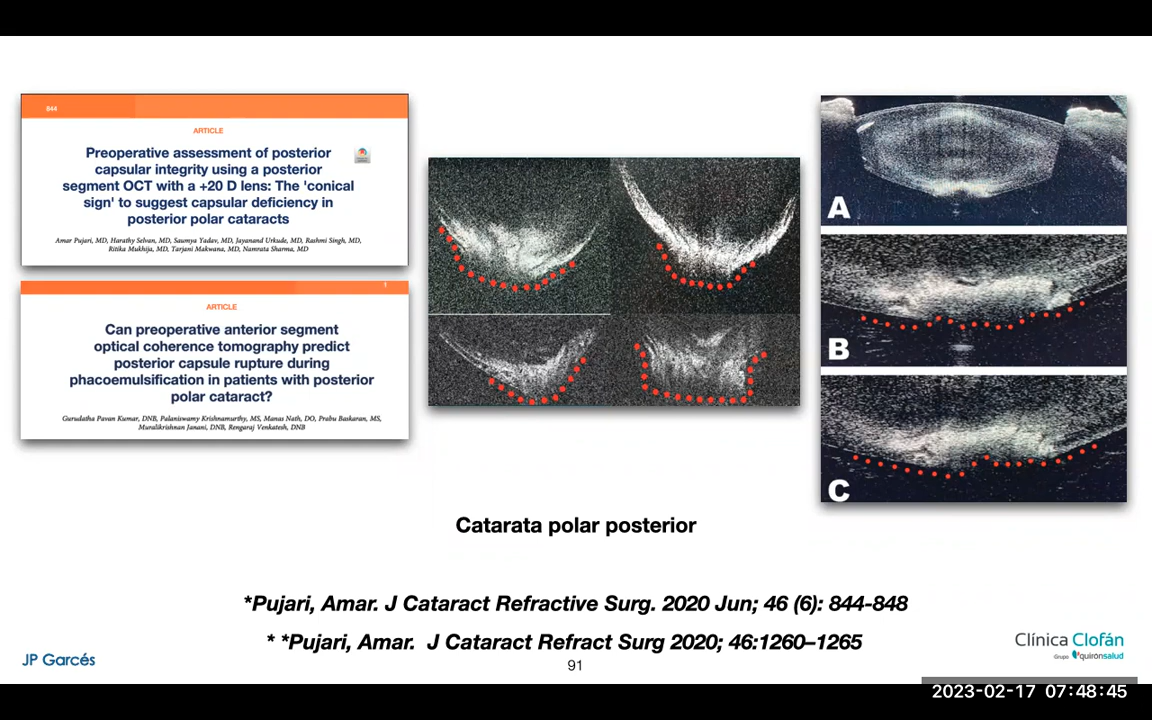 844
ARTICLE
Preoperative assessment of posterior
capsular integrity using a posterior
segment OCT with a +20 D lens: The 'conical
sign' to suggest capsular deficiency in
posterior polar cataracts
Amar Pujari, MD, Harathy Selvan, MD, Saumya Yadav, MD, Jayanand Urkude, MD, Rashmi Singh, MD,
Ritika Mukhija, MD, Tarjani Makwana, MD, Namrata Sharma, MD
1
ARTICLE
Can preoperative anterior segment
optical coherence tomography predict
posterior capsule rupture during
phacoemulsification in patients with posterior
polar cataract?
Gurudatha Pavan Kumar, DNB, Palaniswamy Krishnamurthy, MS, Manas Nath, DO, Prabu Baskaran, MS,
Muralikrishnan Janani, DNB, Rengaraj Venkatesh, DNB
A
B
C
Catarata polar posterior
*Pujari, Amar. J Cataract Refractive Surg. 2020 Jun; 46 (6): 844-848
* *Pujari, Amar. J Cataract Refract Surg 2020; 46:1260–1265
JP Garcés
91
Clínica Clofán
Grupo quirónsalud
2023-02-17 07:48:45